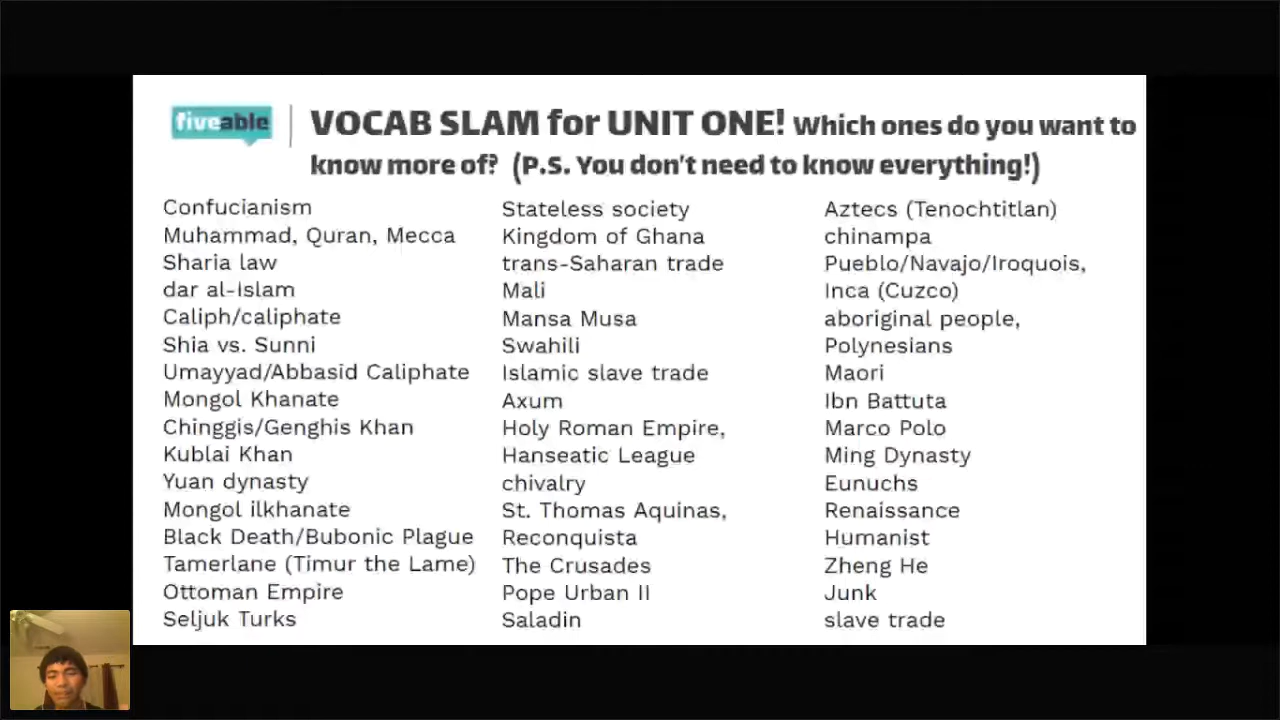 fiveable
VOCAB SLAM for UNIT ONE! Which ones do you want to
know more of? (P.S. You don't need to know everything!)
Confucianism
Muhammad, Quran, Mecca
Sharia law
dar al-Islam
Caliph/caliphate
Shia vs. Sunni
Umayyad/Abbasid Caliphate
Mongol Khanate
Chinggis/Genghis Khan
Kublai Khan
Yuan dynasty
Mongol ilkhanate
Black Death/Bubonic Plague
Tamerlane (Timur the Lame)
Ottoman Empire
Seljuk Turks
Stateless society
Kingdom of Ghana
trans-Saharan trade
Mali
Mansa Musa
Swahili
Islamic slave trade
Axum
Holy Roman Empire,
Hanseatic League
chivalry
St. Thomas Aquinas,
Reconquista
The Crusades
Pope Urban II
Saladin
Aztecs (Tenochtitlan)
chinampa
Pueblo/Navajo/Iroquois,
Inca (Cuzco)
aboriginal people,
Polynesians
Maori
Ibn Battuta
Marco Polo
Ming Dynasty
Eunuchs
Renaissance
Humanist
Zheng He
Junk
slave trade